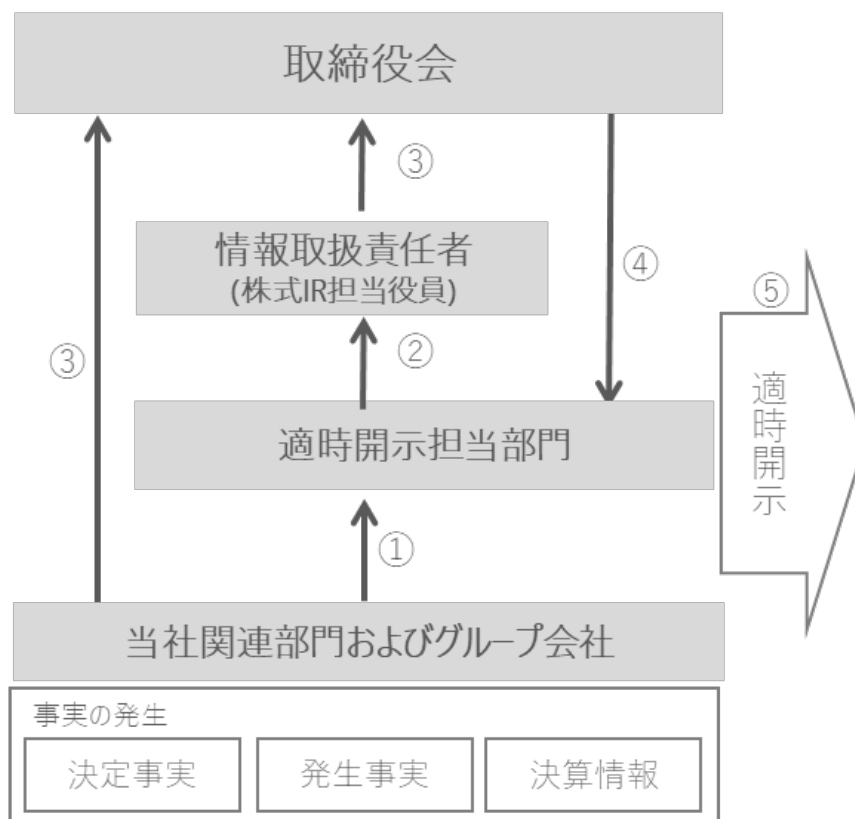 取締役会
③
情報取扱責任者
(株式IR担当役員)
④
⑤
③
②
適時開示
適時開示担当部門
①
当社関連部門およびグループ会社
事実の発生
決定事実
発生事実
決算情報